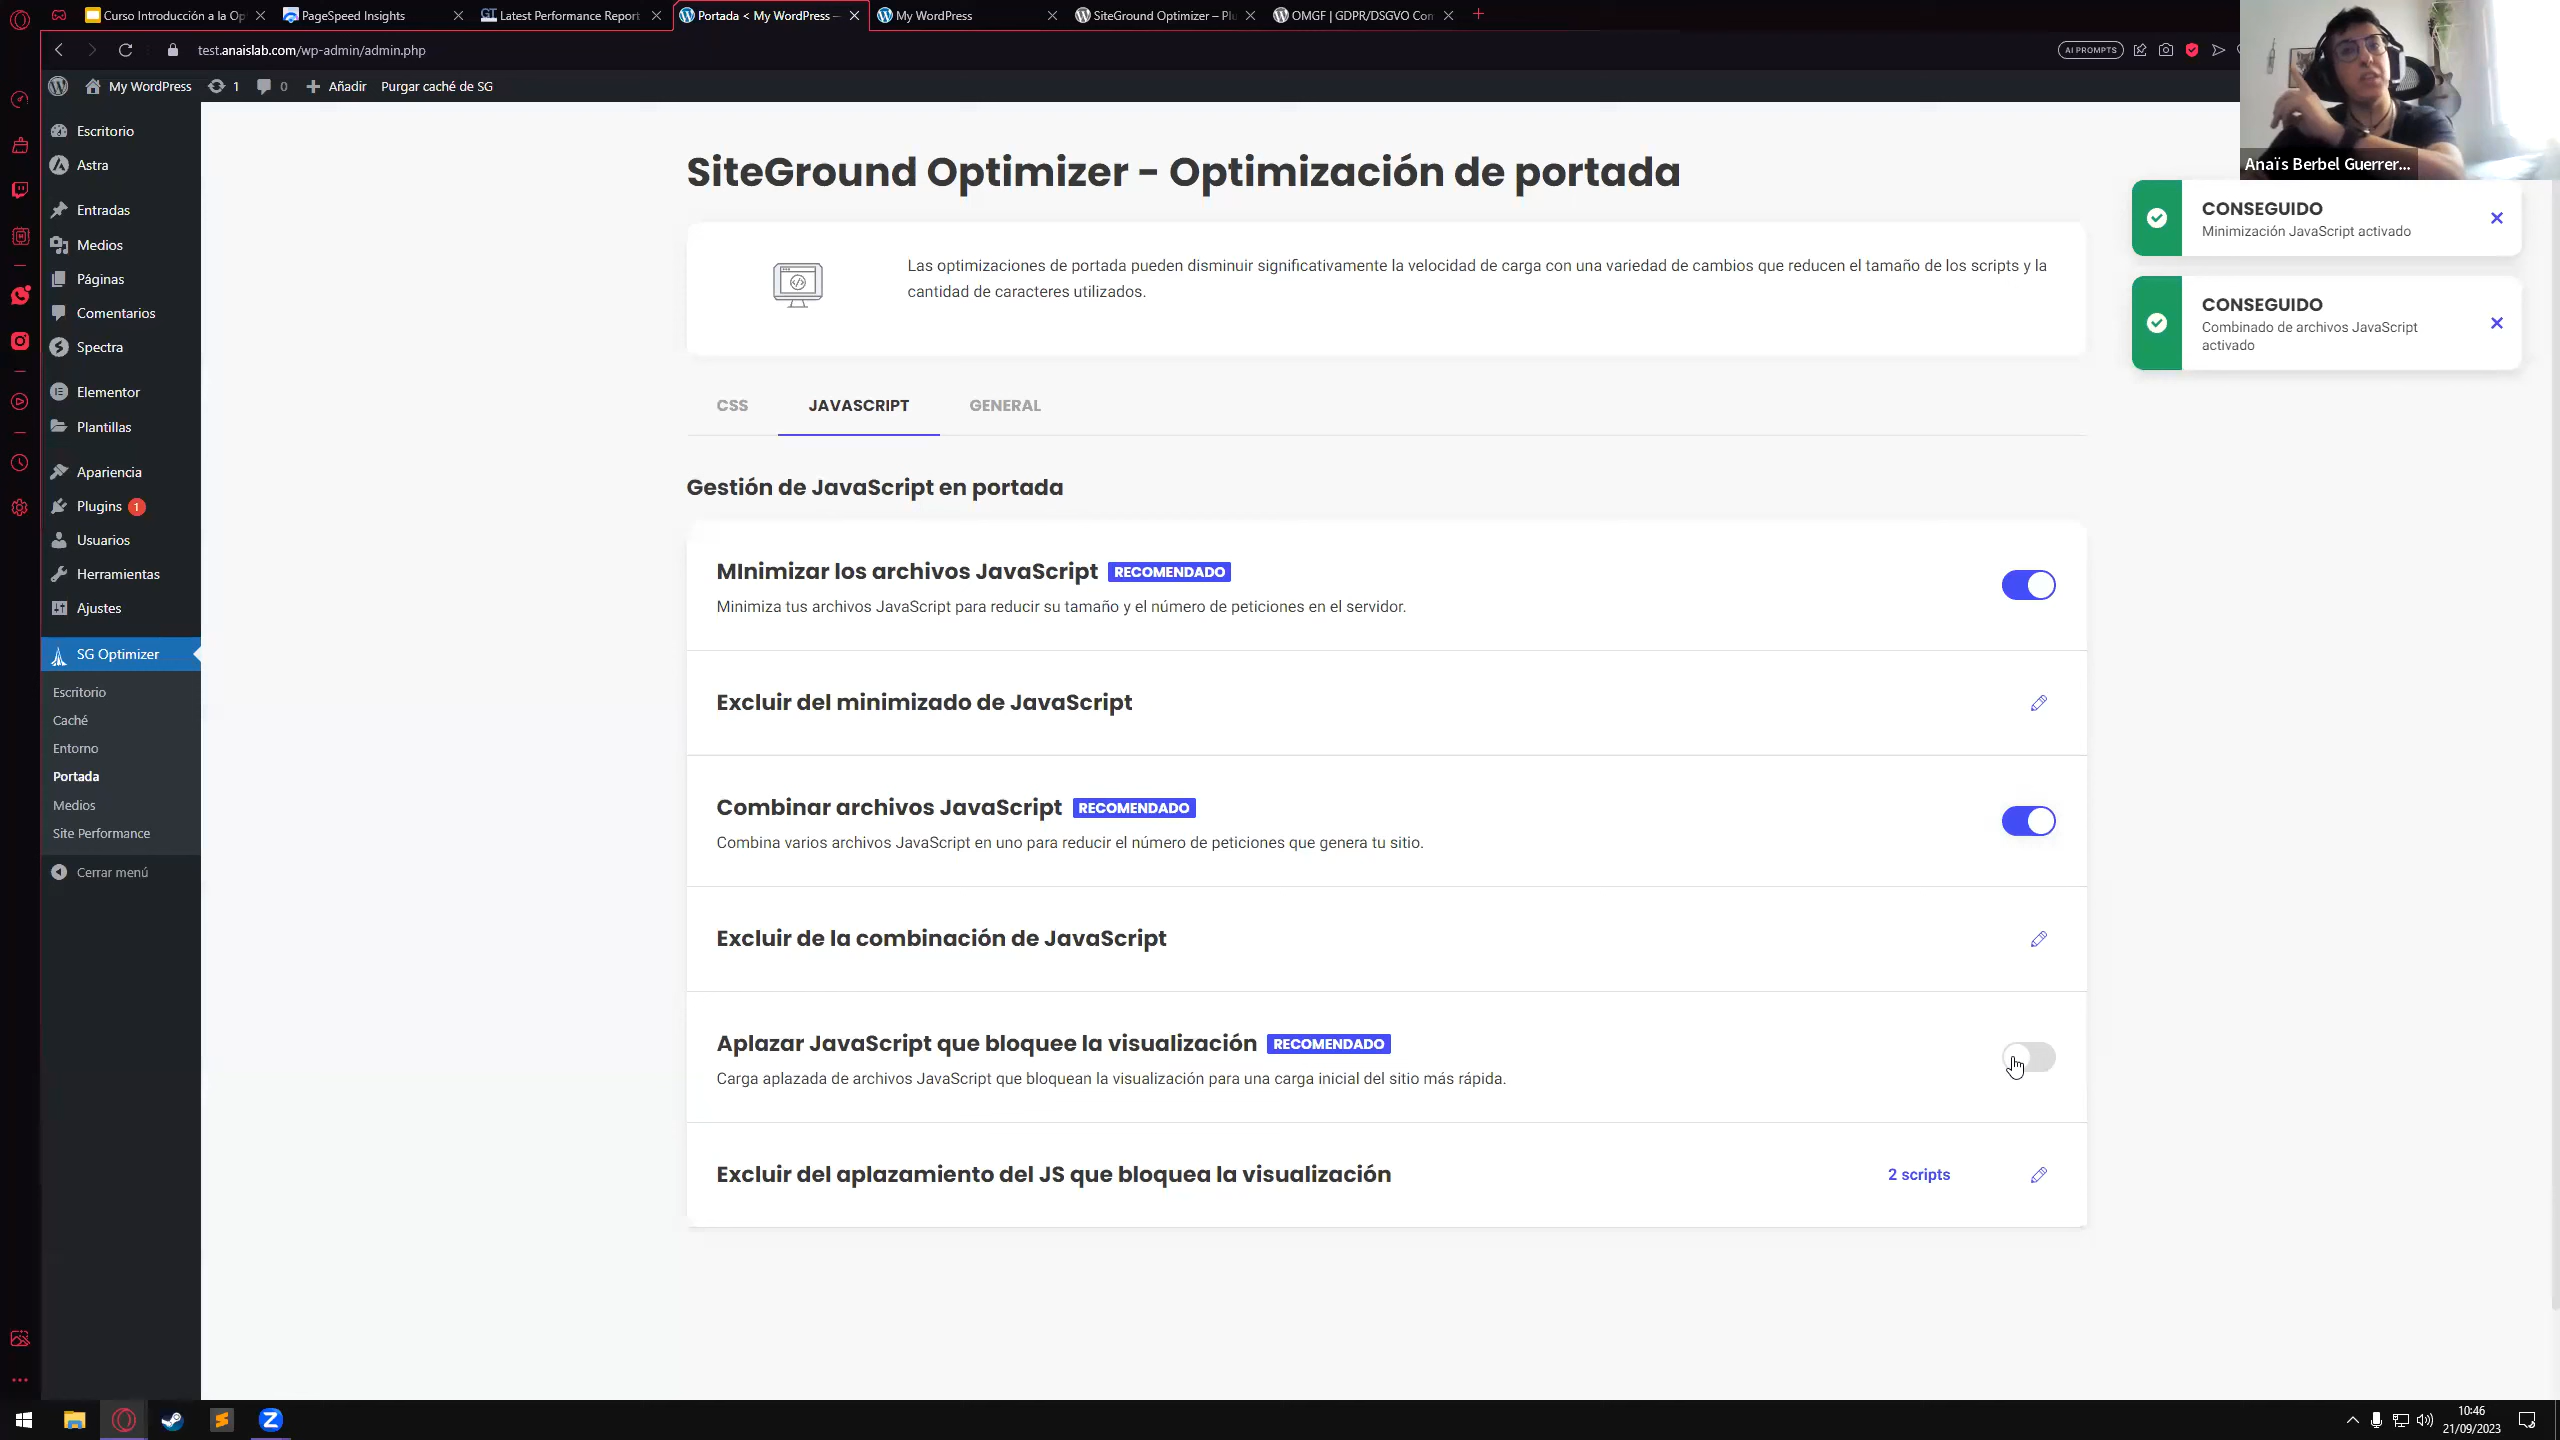 Curso Introducción a la Op
PageSpeed Insights
GT Latest Performance Report
Portada < My WordPress –
My WordPress
SiteGround Optimizer – Plu
OMGF | GDPR/DSGVO Con
test.anaislab.com/wp-admin/admin.php
AI PROMPTS
My WordPress
1
0
Añadir
Purgar caché de SG
Escritorio
Astra
Entradas
Medios
Páginas
Comentarios
Spectra
Elementor
Plantillas
Apariencia
Plugins 1
Usuarios
Herramientas
Ajustes
SG Optimizer
Escritorio
Caché
Entorno
Portada
Medios
Site Performance
Cerrar menú
SiteGround Optimizer - Optimización de portada
Las optimizaciones de portada pueden disminuir significativamente la velocidad de carga con una variedad de cambios que reducen el tamaño de los scripts y la
cantidad de caracteres utilizados.
CSS
JAVASCRIPT
GENERAL
Gestión de JavaScript en portada
MInimizar los archivos JavaScript RECOMENDADO
Minimiza tus archivos JavaScript para reducir su tamaño y el número de peticiones en el servidor.
Excluir del minimizado de JavaScript
Combinar archivos JavaScript RECOMENDADO
Combina varios archivos JavaScript en uno para reducir el número de peticiones que genera tu sitio.
Excluir de la combinación de JavaScript
Aplazar JavaScript que bloquee la visualización RECOMENDADO
Carga aplazada de archivos JavaScript que bloquean la visualización para una carga inicial del sitio más rápida.
Excluir del aplazamiento del JS que bloquea la visualización
2 scripts
Anaïs Berbel Guerrer...
CONSEGUIDO
Minimización JavaScript activado
CONSEGUIDO
Combinado de archivos JavaScript
activado
10:46
21/09/2023